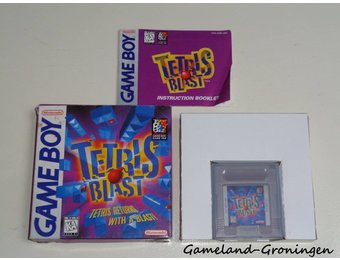 GAME BOY
TETRIS
BLAST
INSTRUCTION BOOKLET
GAME BOY
Nintendo
TETRIS
BLAST
TETRIS RETURNS
WITH A BLAST!
TETRIS
BLAST
Gameland-Groningen